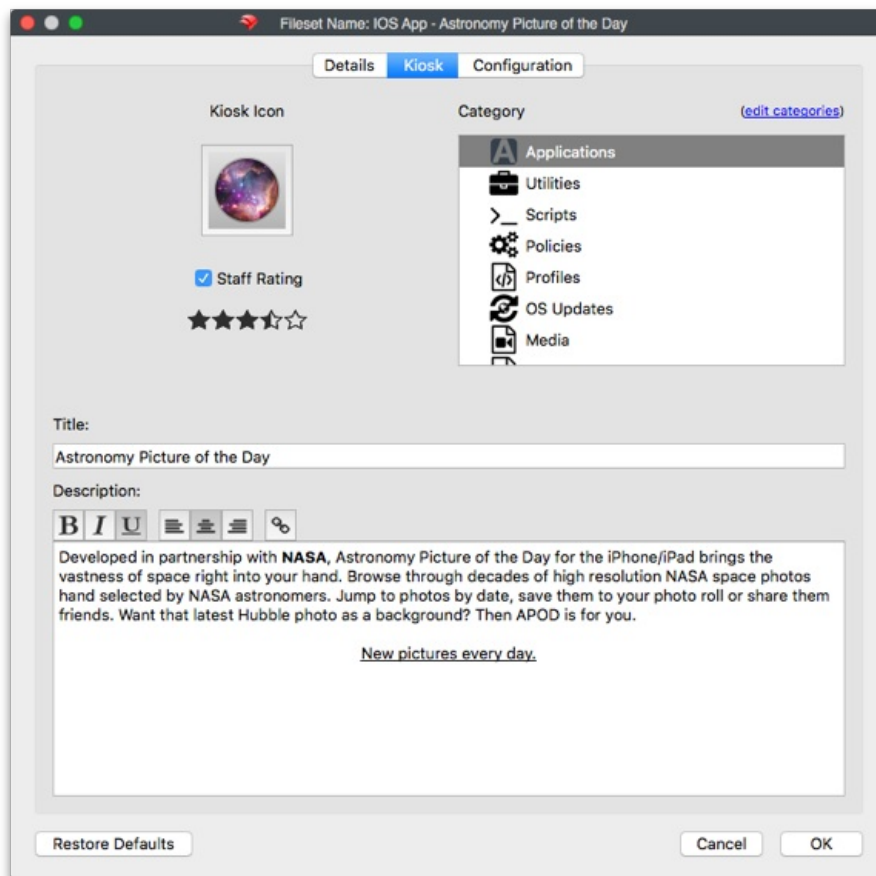 Fileset Name: IOS App - Astronomy Picture of the Day
Details Kiosk Configuration
Kiosk Icon
Category (edit categories)
Applications
Utilities
Scripts
Policies
Profiles
OS Updates
Media
Staff Rating
Title:
Astronomy Picture of the Day
Description:
B I U
Developed in partnership with NASA, Astronomy Picture of the Day for the iPhone/iPad brings the
vastness of space right into your hand. Browse through decades of high resolution NASA space photos
hand selected by NASA astronomers. Jump to photos by date, save them to your photo roll or share them
friends. Want that latest Hubble photo as a background? Then APOD is for you.
New pictures every day.
Restore Defaults Cancel OK